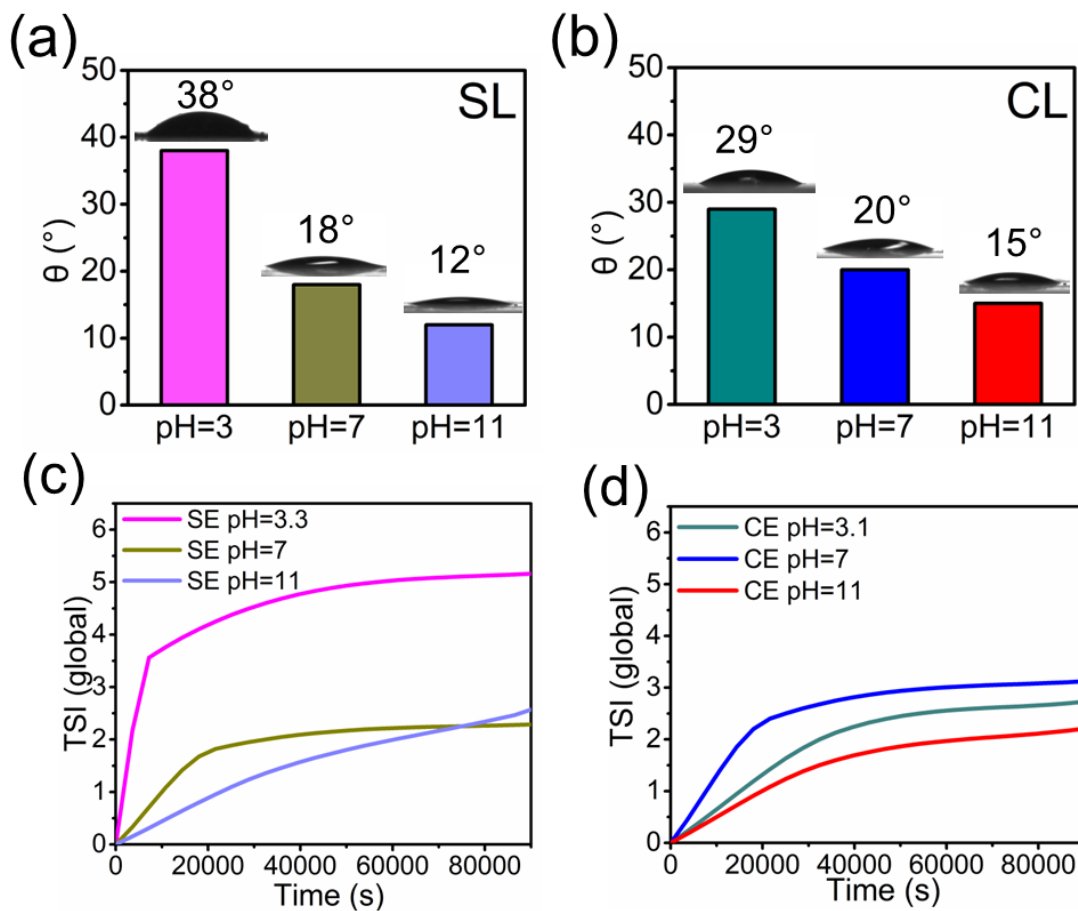 (a)
SL
θ (°)
50
40
30
20
10
0
38°
18°
12°
pH=3
pH=7
pH=11
(b)
CL
θ (°)
50
40
30
20
10
0
29°
20°
15°
pH=3
pH=7
pH=11
(c)
TSI (global)
6
5
4
3
2
1
0
SE pH=3.3
SE pH=7
SE pH=11
0
20000
40000
60000
80000
Time (s)
(d)
TSI (global)
6
5
4
3
2
1
0
CE pH=3.1
CE pH=7
CE pH=11
0
20000
40000
60000
80000
Time (s)